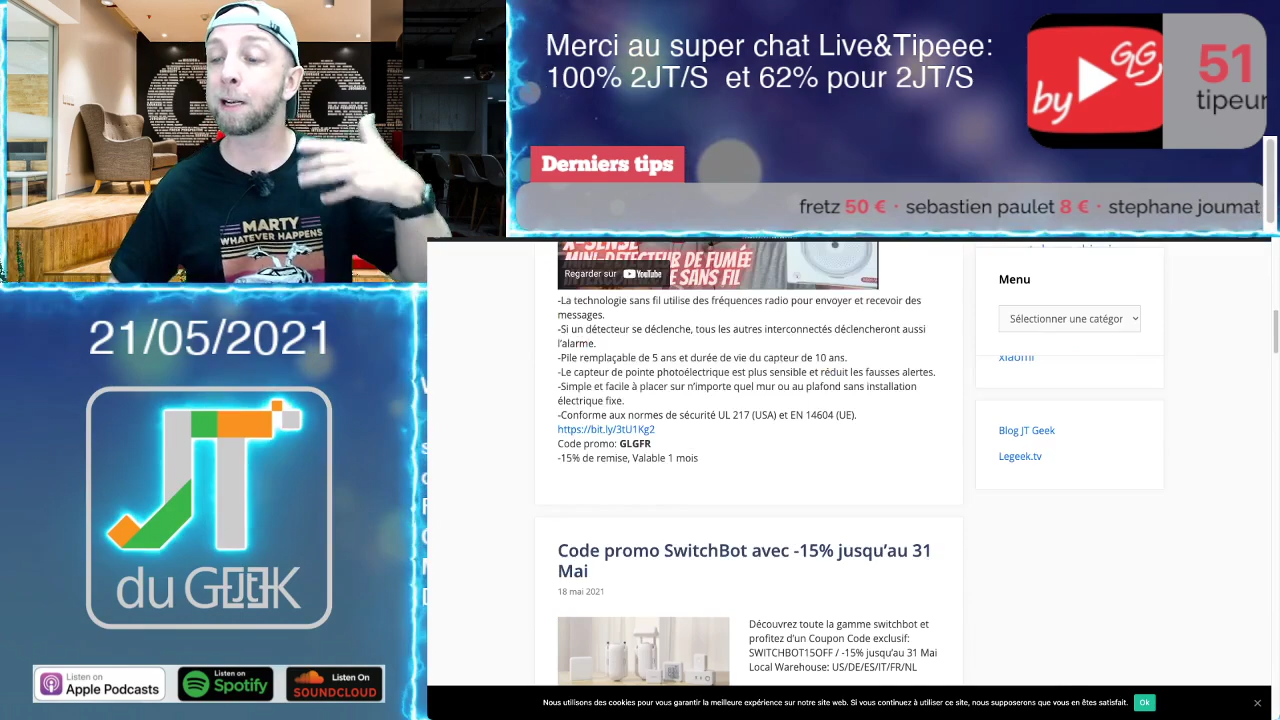 Merci au super chat Live&Tipeee:
100% 2JT/S et 62% pour 2JT/S
by GG
51
tipeur
Derniers tips
fretz 50 € · sebastien paulet 8 € · stephane joumat
MARTY
WHATEVER HAPPENS
21/05/2021
JT
du GEEK
Listen on
Apple Podcasts
Listen on
Spotify
Listen On
SOUNDCLOUD
X-SENSE
MINI-DÉTECTEUR DE FUMÉE
Regarder sur YouTube
SANS FIL
-La technologie sans fil utilise des fréquences radio pour envoyer et recevoir des
messages.
-Si un détecteur se déclenche, tous les autres interconnectés déclencheront aussi
l'alarme.
-Pile remplaçable de 5 ans et durée de vie du capteur de 10 ans.
-Le capteur de pointe photoélectrique est plus sensible et réduit les fausses alertes.
-Simple et facile à placer sur n'importe quel mur ou au plafond sans installation
électrique fixe.
-Conforme aux normes de sécurité UL 217 (USA) et EN 14604 (UE).
https://bit.ly/3tU1Kg2
Code promo: GLGFR
-15% de remise, Valable 1 mois
Code promo SwitchBot avec -15% jusqu'au 31
Mai
18 mai 2021
Découvrez toute la gamme switchbot et
profitez d'un Coupon Code exclusif:
SWITCHBOT15OFF / -15% jusqu'au 31 Mai
Local Warehouse: US/DE/ES/IT/FR/NL
Menu
Sélectionner une catégor
xiaomi
Blog JT Geek
Legeek.tv
Nous utilisons des cookies pour vous garantir la meilleure expérience sur notre site web. Si vous continuez à utiliser ce site, nous supposerons que vous en êtes satisfait.
Ok